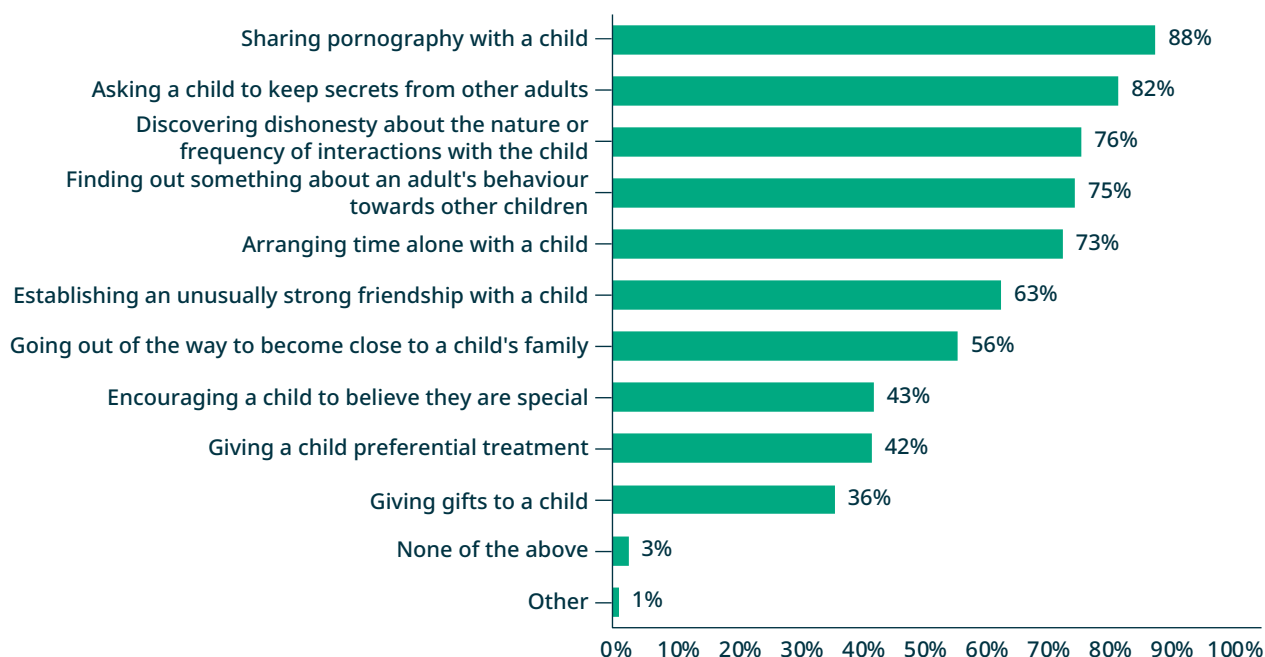 Sharing pornography with a child
88%
Asking a child to keep secrets from other adults
82%
Discovering dishonesty about the nature or
frequency of interactions with the child
76%
Finding out something about an adult's behaviour
towards other children
75%
Arranging time alone with a child
73%
Establishing an unusually strong friendship with a child
63%
Going out of the way to become close to a child's family
56%
Encouraging a child to believe they are special
43%
Giving a child preferential treatment
42%
Giving gifts to a child
36%
None of the above
3%
Other
1%
0% 10% 20% 30% 40% 50% 60% 70% 80% 90% 100%